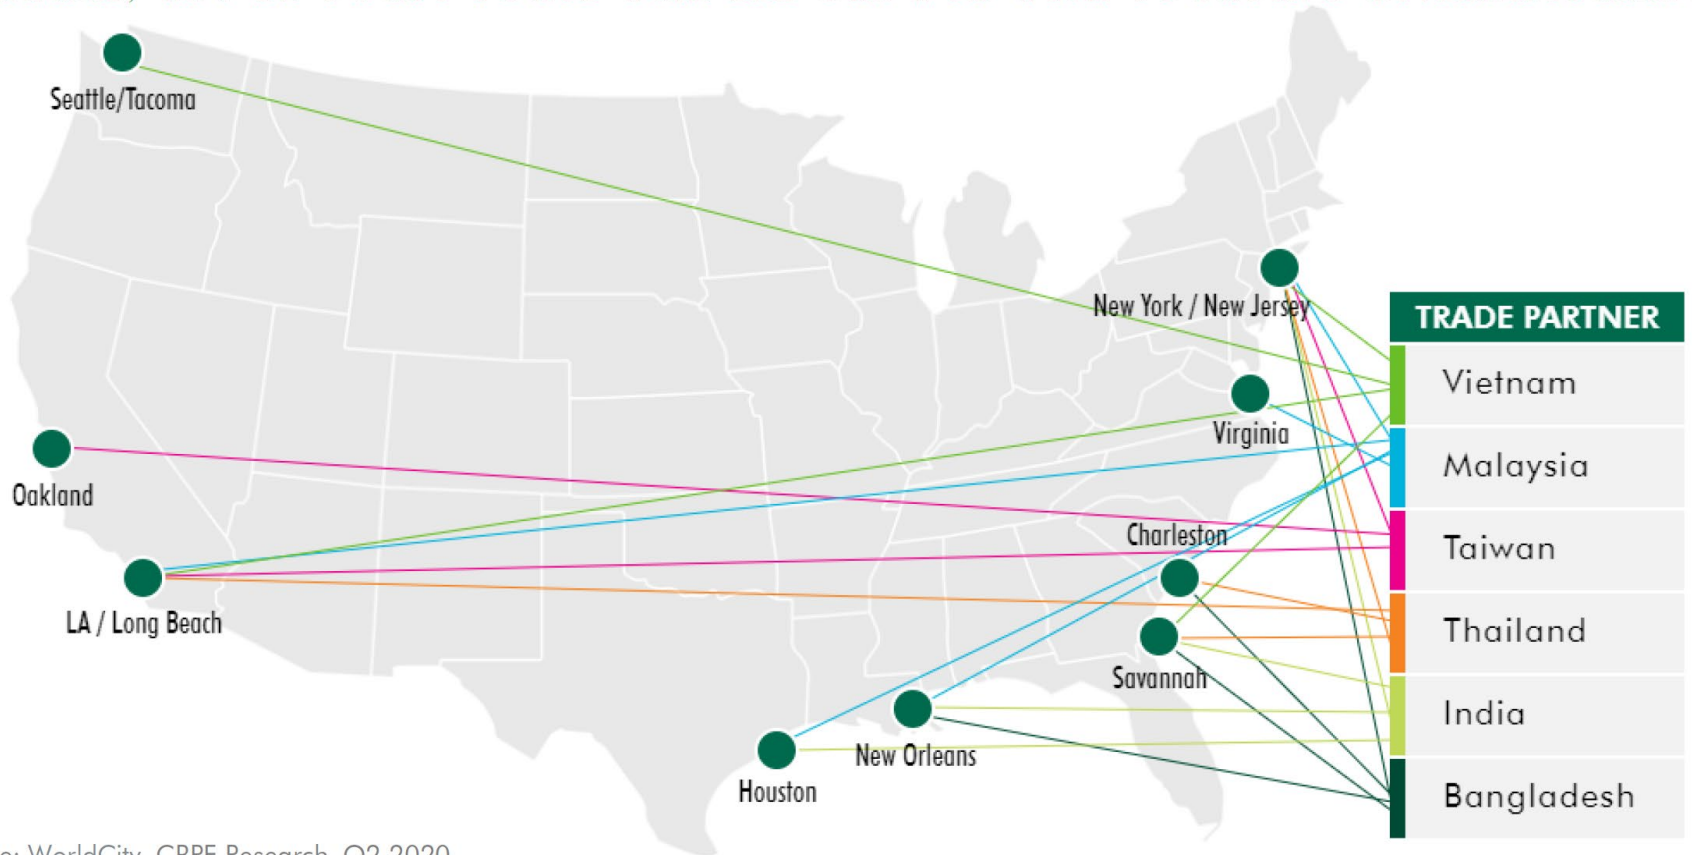 Seattle/Tacoma
New York / New Jersey
TRADE PARTNER
Vietnam
Virginia
Malaysia
Oakland
Charleston
Taiwan
LA / Long Beach
Thailand
Savannah
India
New Orleans
Houston
Bangladesh
WorldCity, CBRE Research, Q2 2020